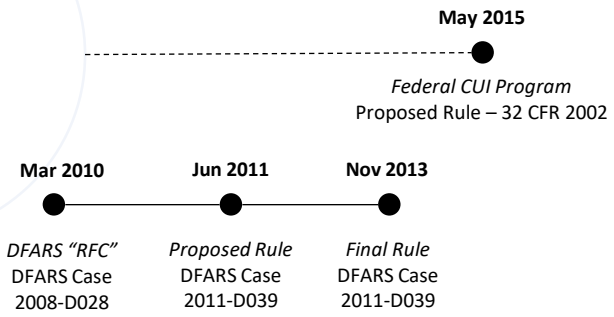 May 2015
Federal CUI Program
Proposed Rule – 32 CFR 2002
Mar 2010
Jun 2011
Nov 2013
DFARS “RFC”
DFARS Case
2008-D028
Proposed Rule
DFARS Case
2011-D039
Final Rule
DFARS Case
2011-D039